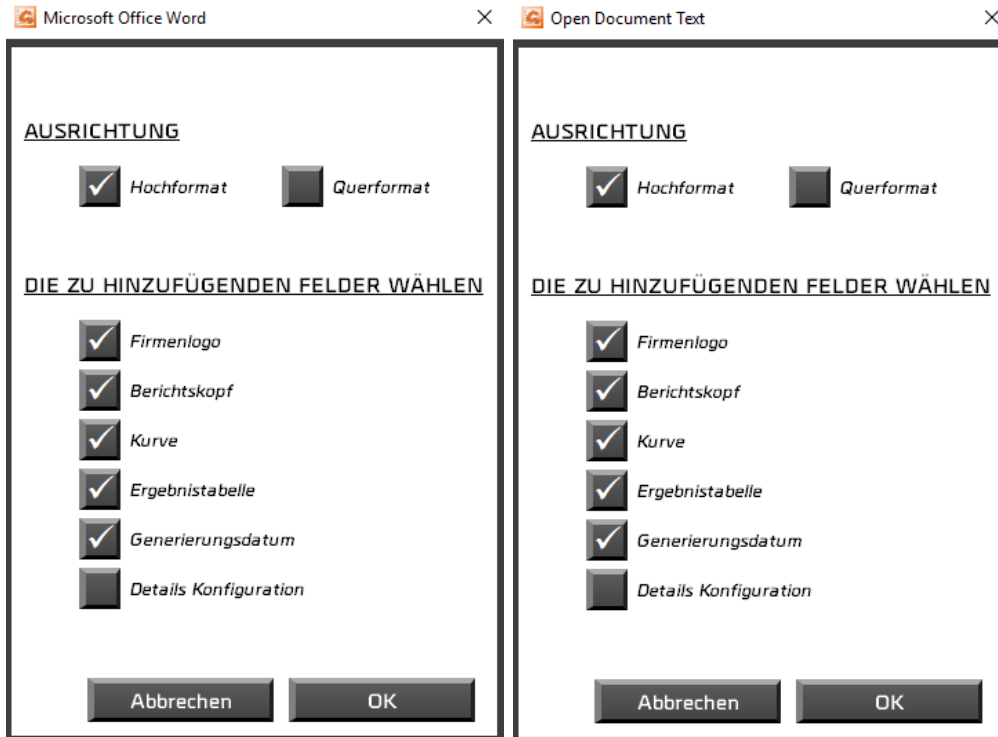 Microsoft Office Word
AUSRICHTUNG
Hochformat Querformat
DIE ZU HINZUFÜGENDEN FELDER WÄHLEN
Firmenlogo
Berichtskopf
Kurve
Ergebnistabelle
Generierungsdatum
Details Konfiguration
Abbrechen OK
Open Document Text
AUSRICHTUNG
Hochformat Querformat
DIE ZU HINZUFÜGENDEN FELDER WÄHLEN
Firmenlogo
Berichtskopf
Kurve
Ergebnistabelle
Generierungsdatum
Details Konfiguration
Abbrechen OK